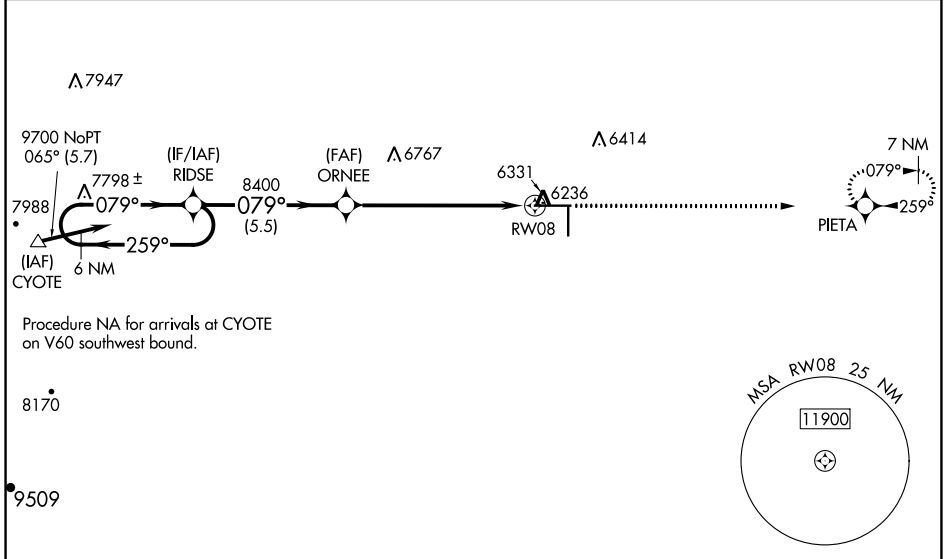 7947
9700 NoPT
065° (5.7)
7988
7798 ±
079°
(IF/IAF)
RIDSE
8400
079°
(5.5)
(FAF)
ORNEE
6767
6414
6331
6236
RW08
7 NM
079°
259°
PIETA
259°
6 NM
(IAF)
CYOTE
Procedure NA for arrivals at CYOTE
on V60 southwest bound.
8170
9509
MSA RW08 25 NM
11900